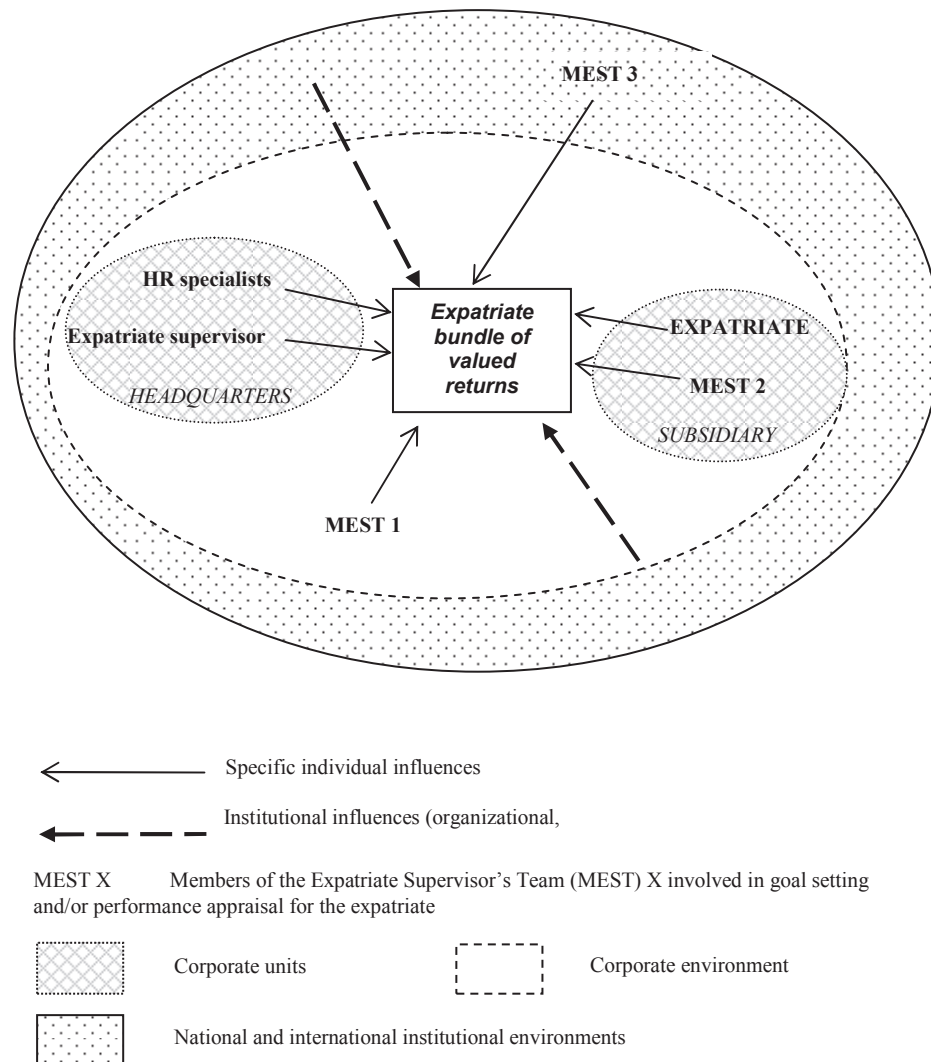 MEST 3
HR specialists
Expatriate supervisor
HEADQUARTERS
Expatriate
bundle of
valued
returns
EXPATRIATE
MEST 2
SUBSIDIARY
MEST 1
Specific individual influences
Institutional influences (organizational,
MEST X Members of the Expatriate Supervisor's Team (MEST) X involved in goal setting
and/or performance appraisal for the expatriate
Corporate units
Corporate environment
National and international institutional environments